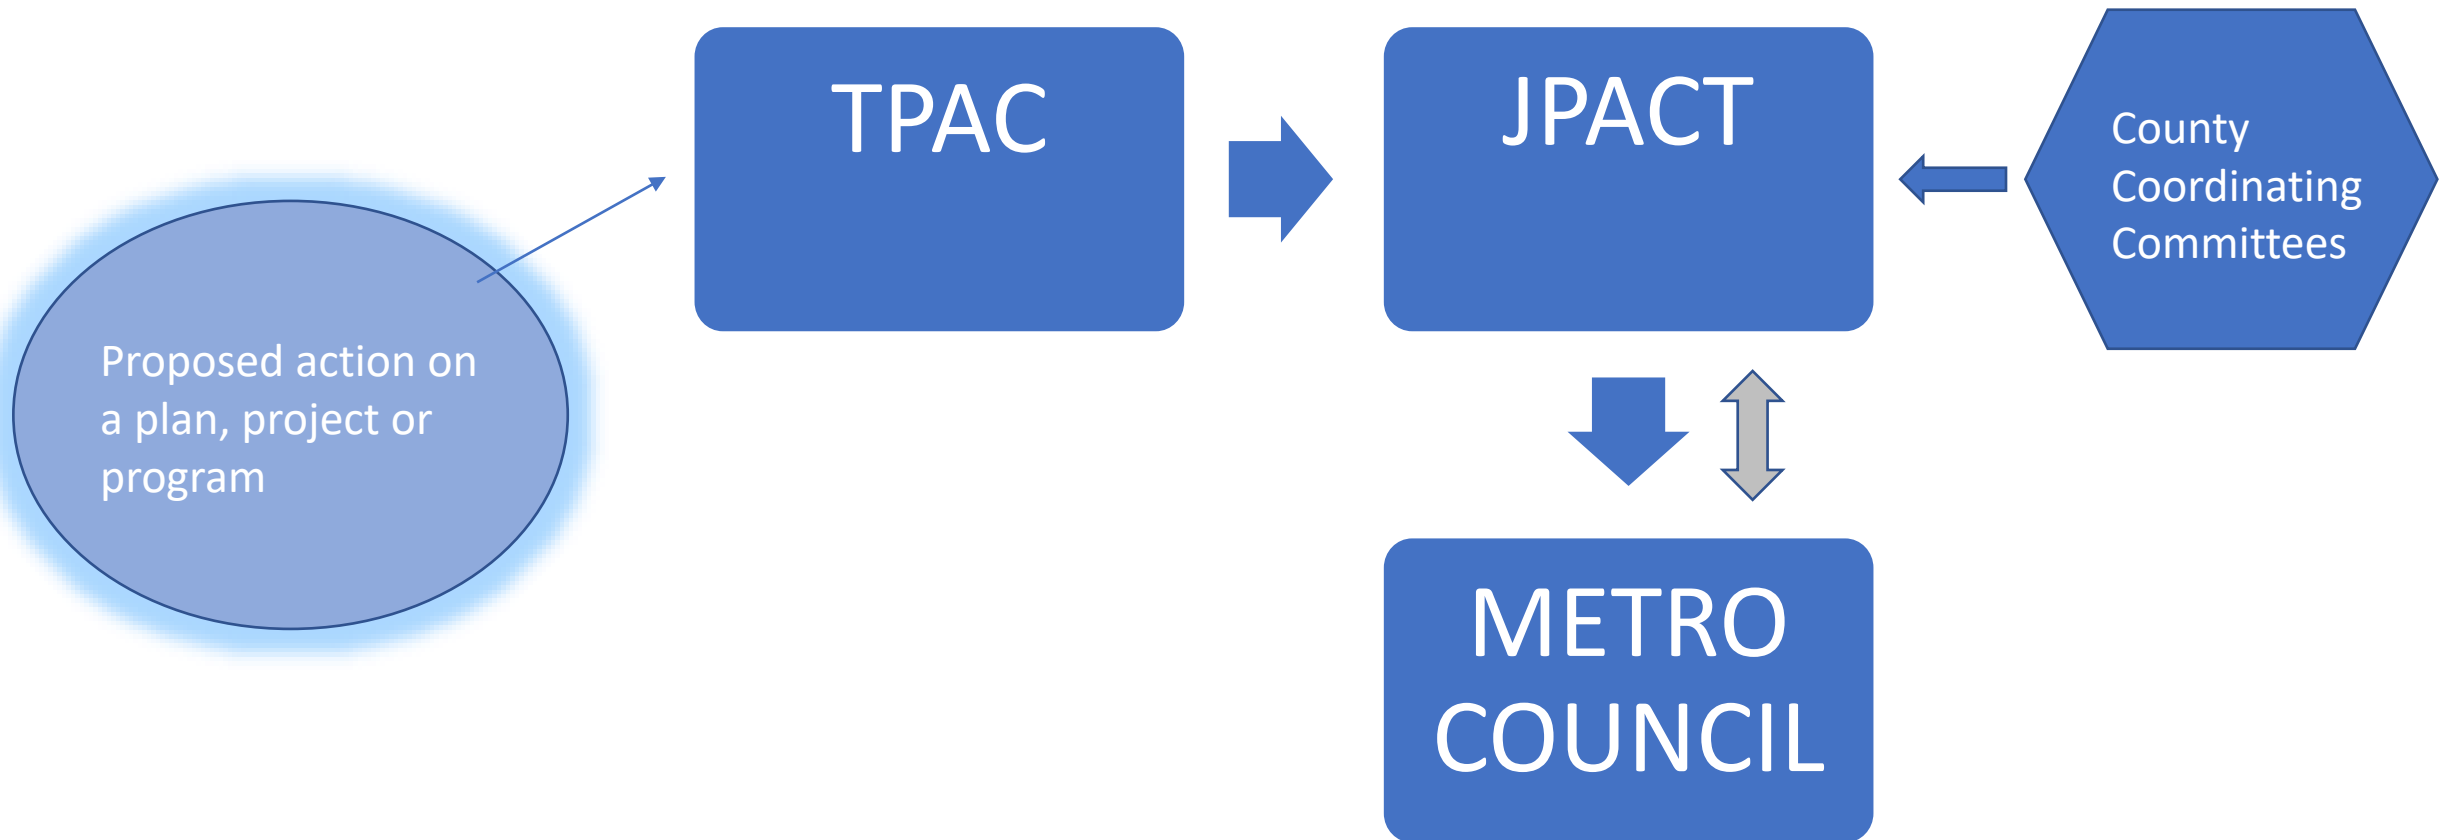 TPAC
JPACT
County
Coordinating
Committees
Proposed action on
a plan, project or
program
METRO
COUNCIL